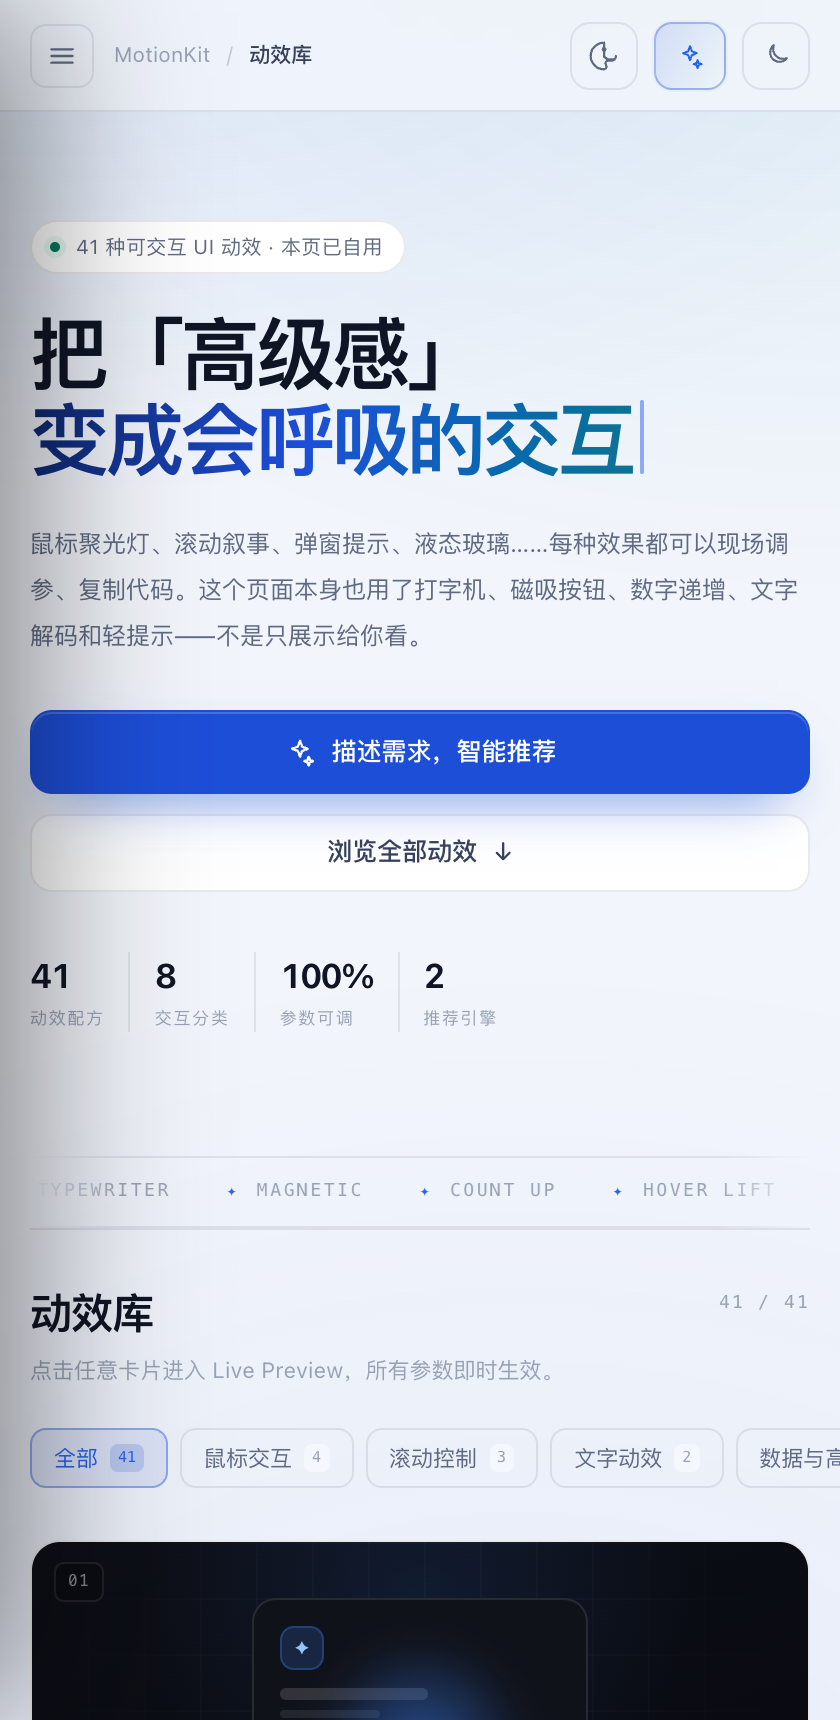 MotionKit / 动效库
41 种可交互 UI 动效 · 本页已自用
把「高级感」
变成会呼吸的交互
鼠标聚光灯、滚动叙事、弹窗提示、液态玻璃……每种效果都可以现场调
参、复制代码。这个页面本身也用了打字机、磁吸按钮、数字递增、文字
解码和轻提示——不是只展示给你看。
描述需求，智能推荐
浏览全部动效 ↓
41 8 100% 2
动效配方 交互分类 参数可调 推荐引擎
TYPEWRITER ✦ MAGNETIC ✦ COUNT UP ✦ HOVER LIFT
动效库 41 / 41
点击任意卡片进入 Live Preview，所有参数即时生效。
全部 41 鼠标交互 4 滚动控制 3 文字动效 2 数据与高
01